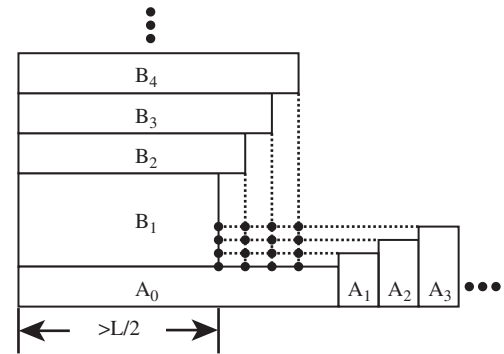 B₄
B₃
B₂
B₁
A₀ A₁ A₂ A₃
>L/2